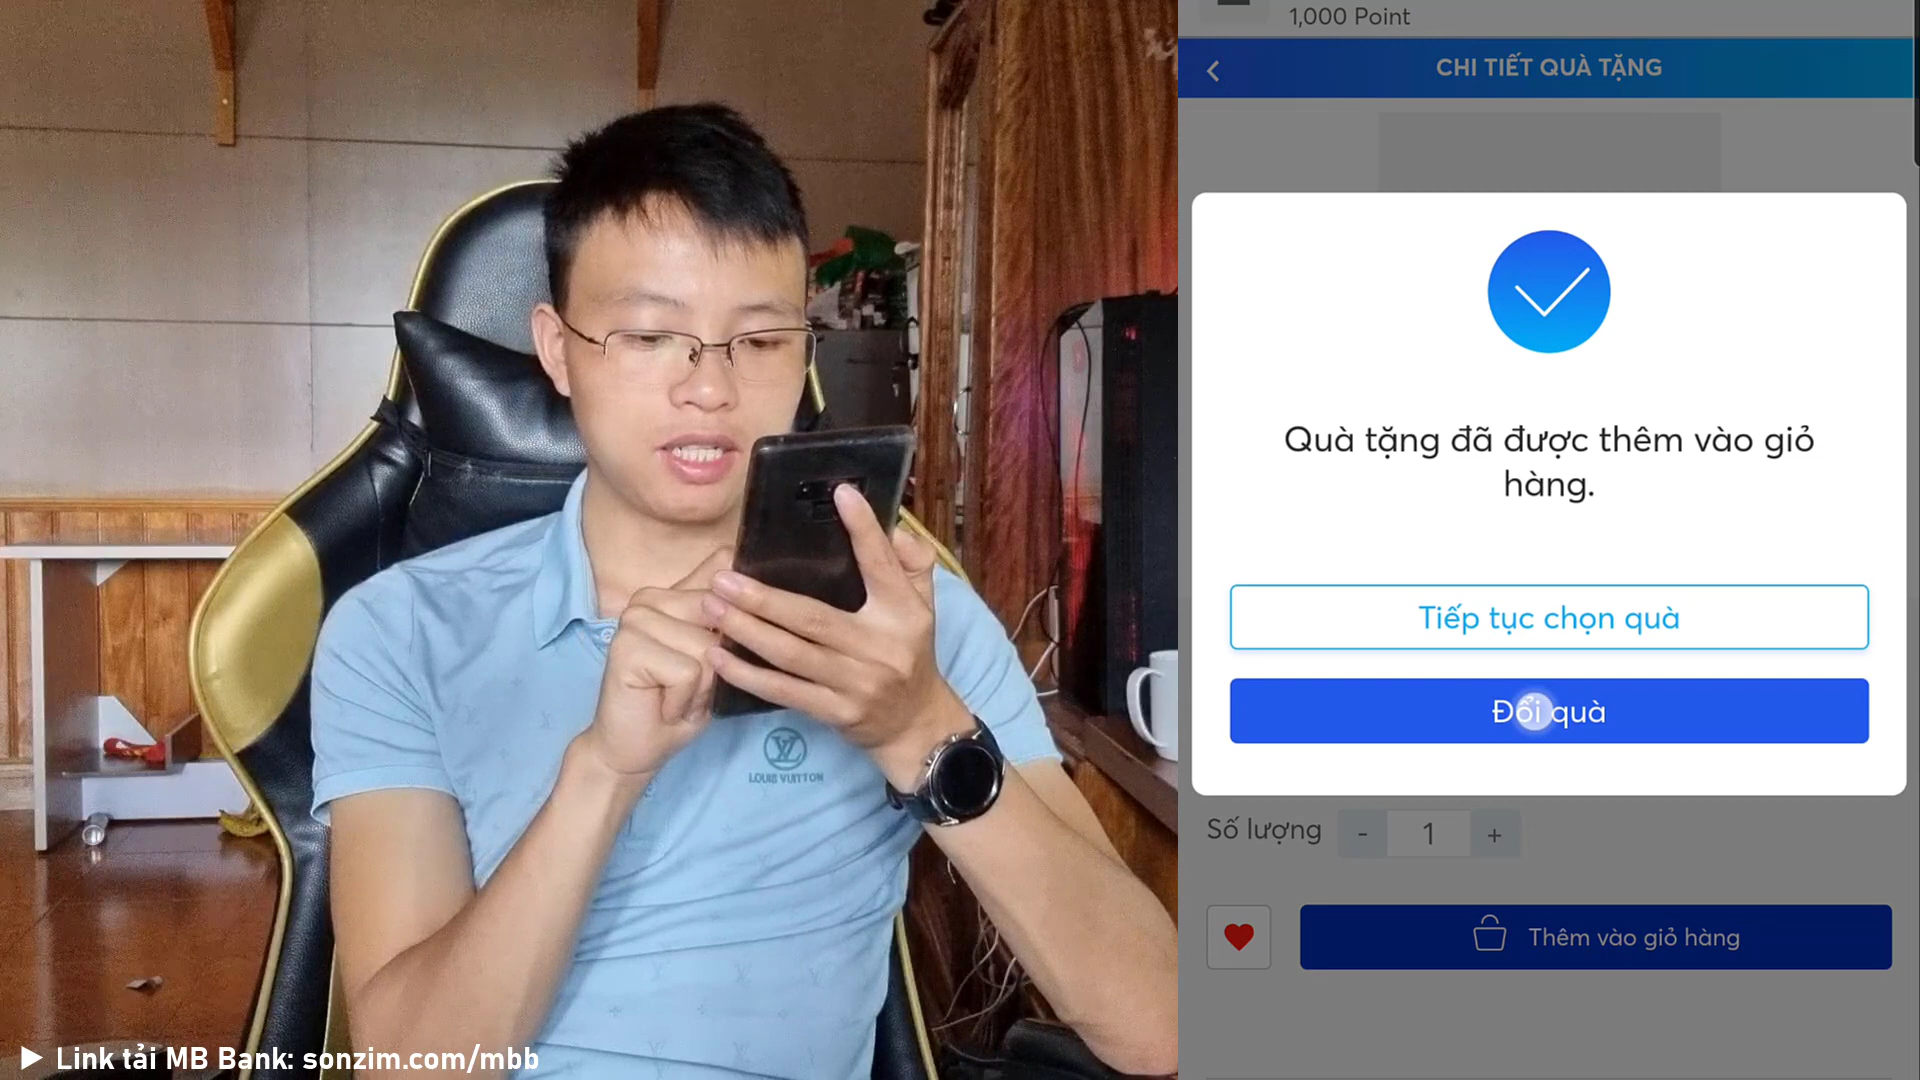 1,000 Point
CHI TIẾT QUÀ TẶNG
Quà tặng đã được thêm vào giỏ
hàng.
Tiếp tục chọn quà
Đổi quà
Số lượng - 1 +
Thêm vào giỏ hàng
LOUIS VUITTON
▶ Link tải MB Bank: sonzim.com/mbb